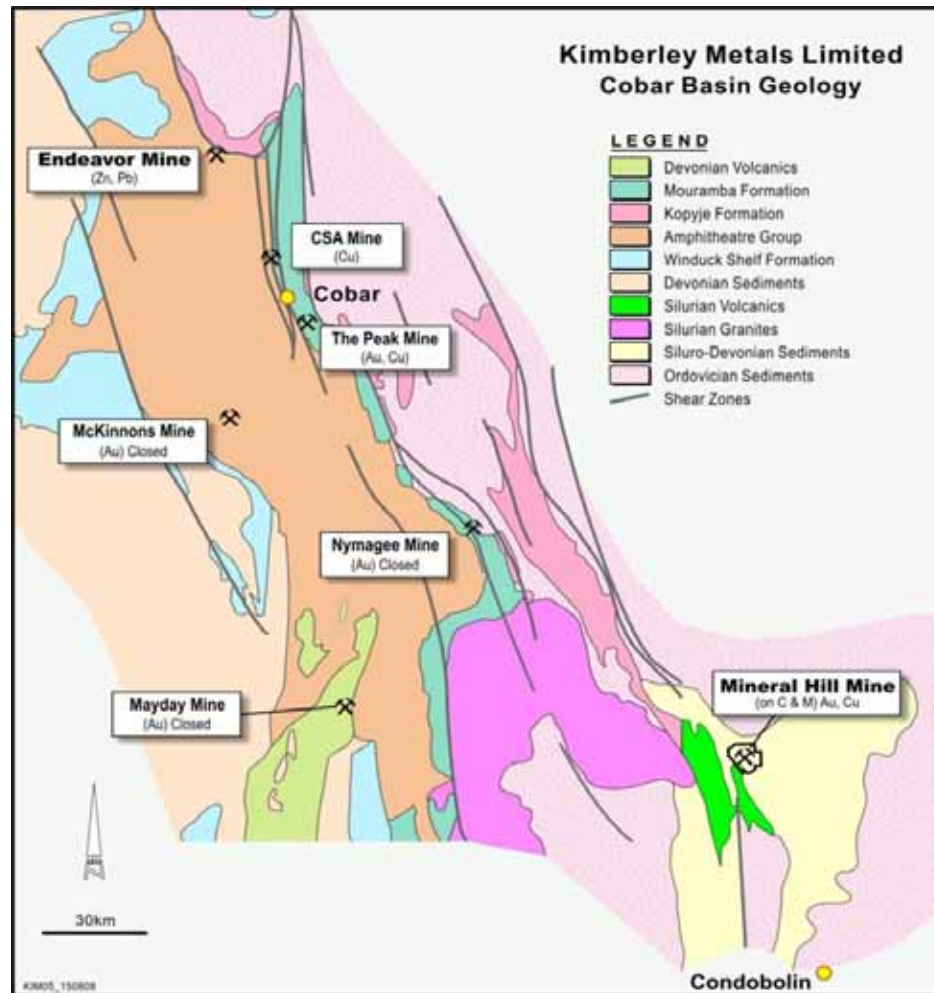 Kimberley Metals Limited
Cobar Basin Geology
LEGEND
Devonian Volcanics
Mouramba Formation
Kopyje Formation
Amphitheatre Group
Winduck Shelf Formation
Devonian Sediments
Silurian Volcanics
Silurian Granites
Siluro-Devonian Sediments
Ordovician Sediments
Shear Zones
Endeavor Mine
(Zn, Pb)
CSA Mine
(Cu)
Cobar
The Peak Mine
(Au, Cu)
McKinnons Mine
(Au) Closed
Nymagee Mine
(Au) Closed
Mayday Mine
(Au) Closed
Mineral Hill Mine
(on C & M) Au, Cu
30km
Condobolin
KIM05_150808